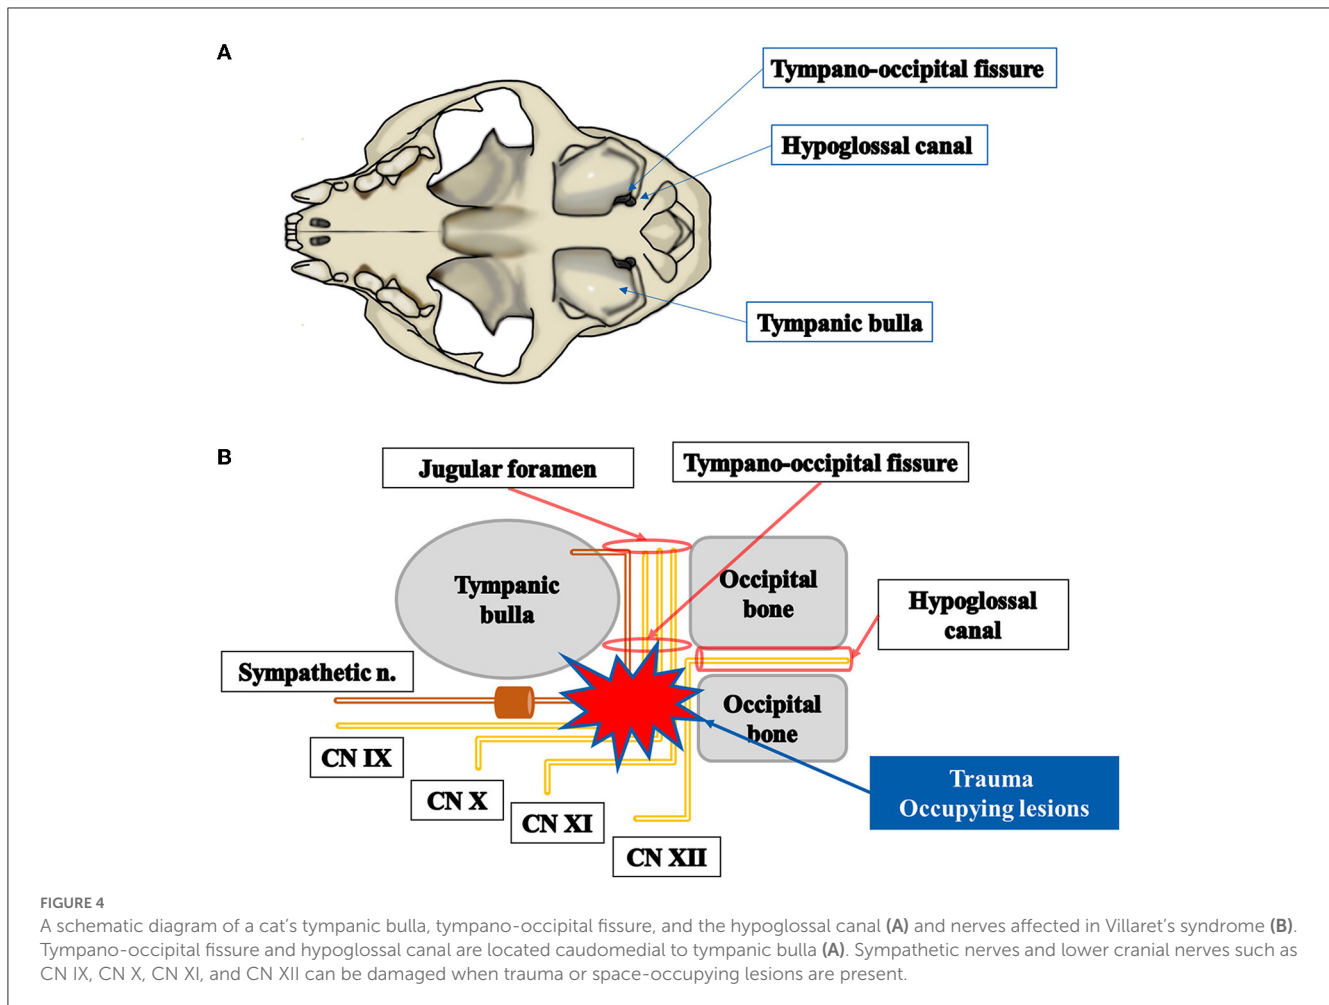 A
Tympano-occipital fissure
Hypoglossal canal
Tympanic bulla
B
Jugular foramen
Tympano-occipital fissure
Tympanic
bulla
Occipital
bone
Hypoglossal
canal
Sympathetic n.
Occipital
bone
CN IX
CN X
CN XI
CN XII
Trauma
Occupying lesions
FIGURE 4
A schematic diagram of a cat's tympanic bulla, tympano-occipital fissure, and the hypoglossal canal (A) and nerves affected in Villaret's syndrome (B).
Tympano-occipital fissure and hypoglossal canal are located caudomedial to tympanic bulla (A). Sympathetic nerves and lower cranial nerves such as
CN IX, CN X, CN XI, and CN XII can be damaged when trauma or space-occupying lesions are present.